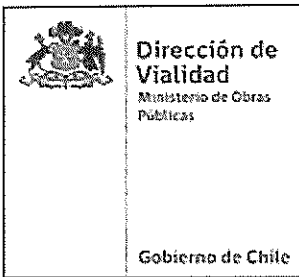 Dirección de
Vialidad
Ministerio de Obras
Públicas
Gobierno de Chile